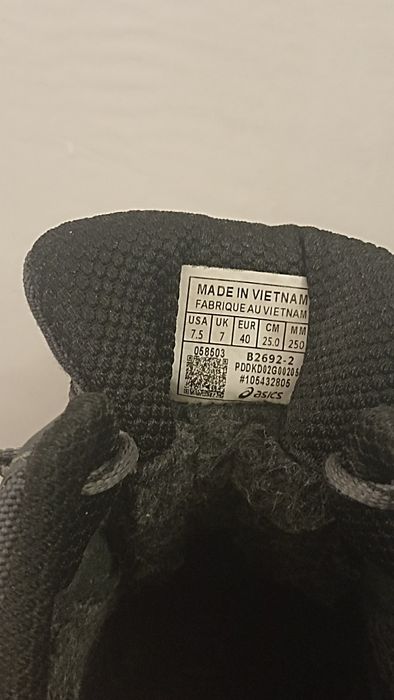 MADE IN VIETNAM
FABRIQUE AU VIETNAM
USA UK EUR CM MM
7.5 7 40 25.0 250
058503
B2692-2
PDDKD02G002054
#105432805
asics